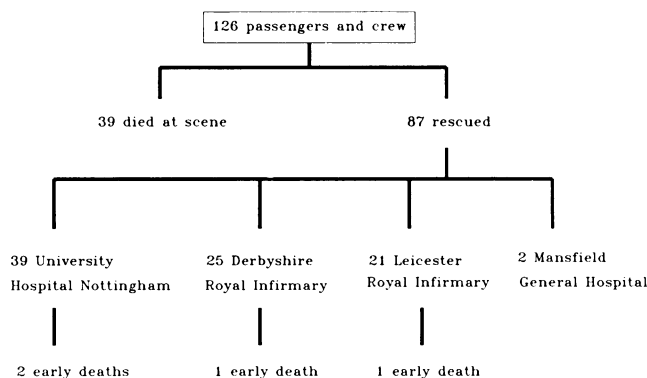 126 passengers and crew
39 died at scene
87 rescued
39 University
Hospital Nottingham
25 Derbyshire
Royal Infirmary
21 Leicester
Royal Infirmary
2 Mansfield
General Hospital
2 early deaths
1 early death
1 early death